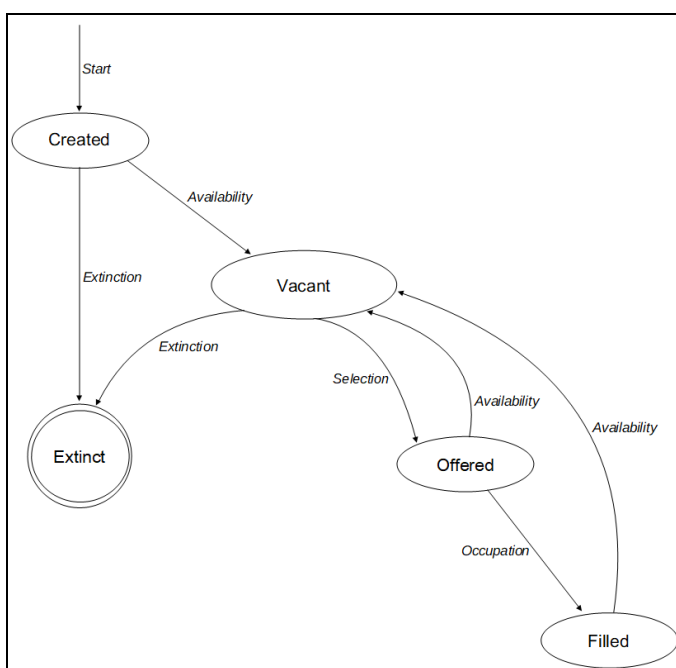 Start
Created
Availability
Extinction
Vacant
Extinction
Selection
Availability
Availability
Extinct
Offered
Occupation
Filled